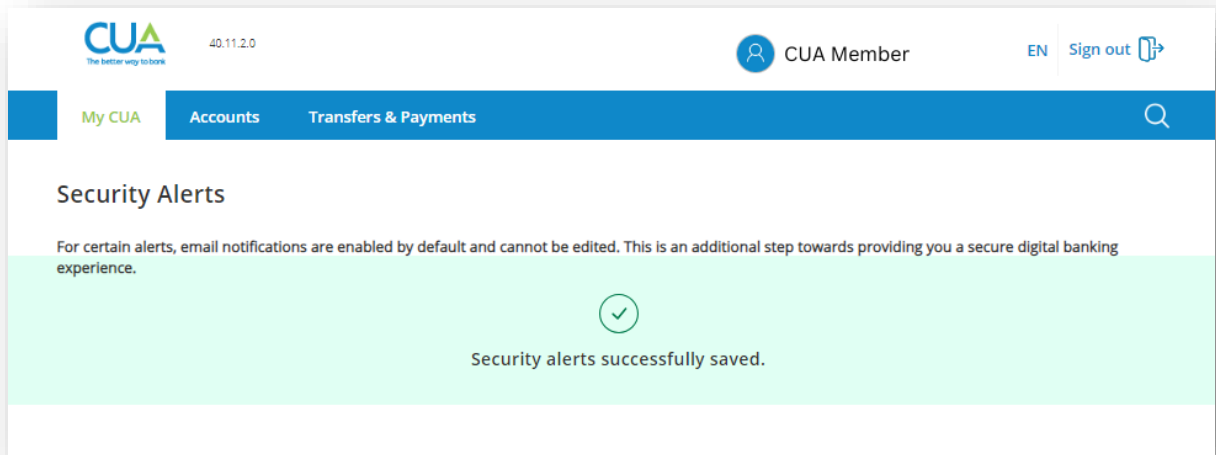 CUA
The better way to bank
40.11.2.0
CUA Member
EN
Sign out
My CUA
Accounts
Transfers & Payments
Security Alerts
For certain alerts, email notifications are enabled by default and cannot be edited. This is an additional step towards providing you a secure digital banking
experience.
Security alerts successfully saved.